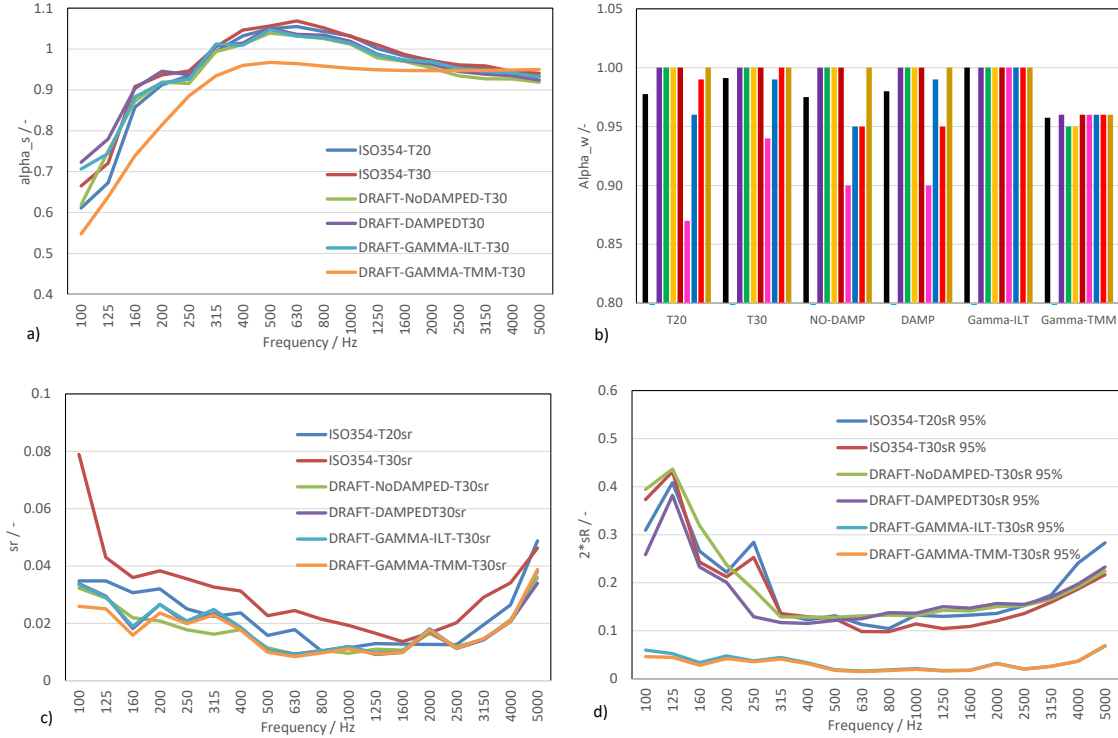 1.1
1
0.9
0.8
0.7
0.6
0.5
0.4
alpha_s / -
ISO354-T20
ISO354-T30
DRAFT-NoDAMPED-T30
DRAFT-DAMPEDT30
DRAFT-GAMMA-ILT-T30
DRAFT-GAMMA-TMM-T30
100 125 160 200 250 315 400 500 630 800 1000 1250 1600 2000 2500 3150 4000 5000
Frequency / Hz
a)
1.00
0.95
0.90
0.85
0.80
Alpha_w /-
T20 T30 NO-DAMP DAMP Gamma-ILT Gamma-TMM
b)
0.1
0.08
0.06
0.04
0.02
0
sr / -
ISO354-T20sr
ISO354-T30sr
DRAFT-NoDAMPED-T30sr
DRAFT-DAMPEDT30sr
DRAFT-GAMMA-ILT-T30sr
DRAFT-GAMMA-TMM-T30sr
100 125 160 200 250 315 400 500 630 800 1000 1250 1600 2000 2500 3150 4000 5000
Frequency / Hz
c)
0.6
0.5
0.4
0.3
0.2
0.1
0
2*sR / -
ISO354-T20sR 95%
ISO354-T30sR 95%
DRAFT-NoDAMPED-T30sR 95%
DRAFT-DAMPEDT30sR 95%
DRAFT-GAMMA-ILT-T30sR 95%
DRAFT-GAMMA-TMM-T30sR 95%
100 125 160 200 250 315 400 500 630 800 1000 1250 1600 2000 2500 3150 4000 5000
Frequency / Hz
d)